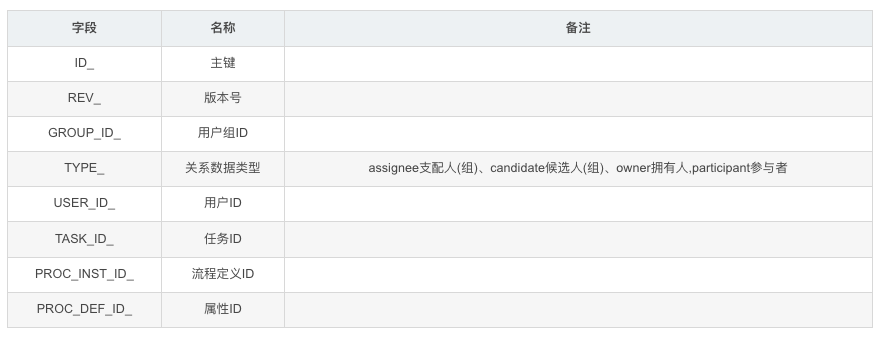 字段 名称 备注
ID_ 主键
REV_ 版本号
GROUP_ID_ 用户组ID
TYPE_ 关系数据类型 assignee支配人(组)、candidate候选人(组)、owner拥有人,participant参与者
USER_ID_ 用户ID
TASK_ID_ 任务ID
PROC_INST_ID_ 流程定义ID
PROC_DEF_ID_ 属性ID